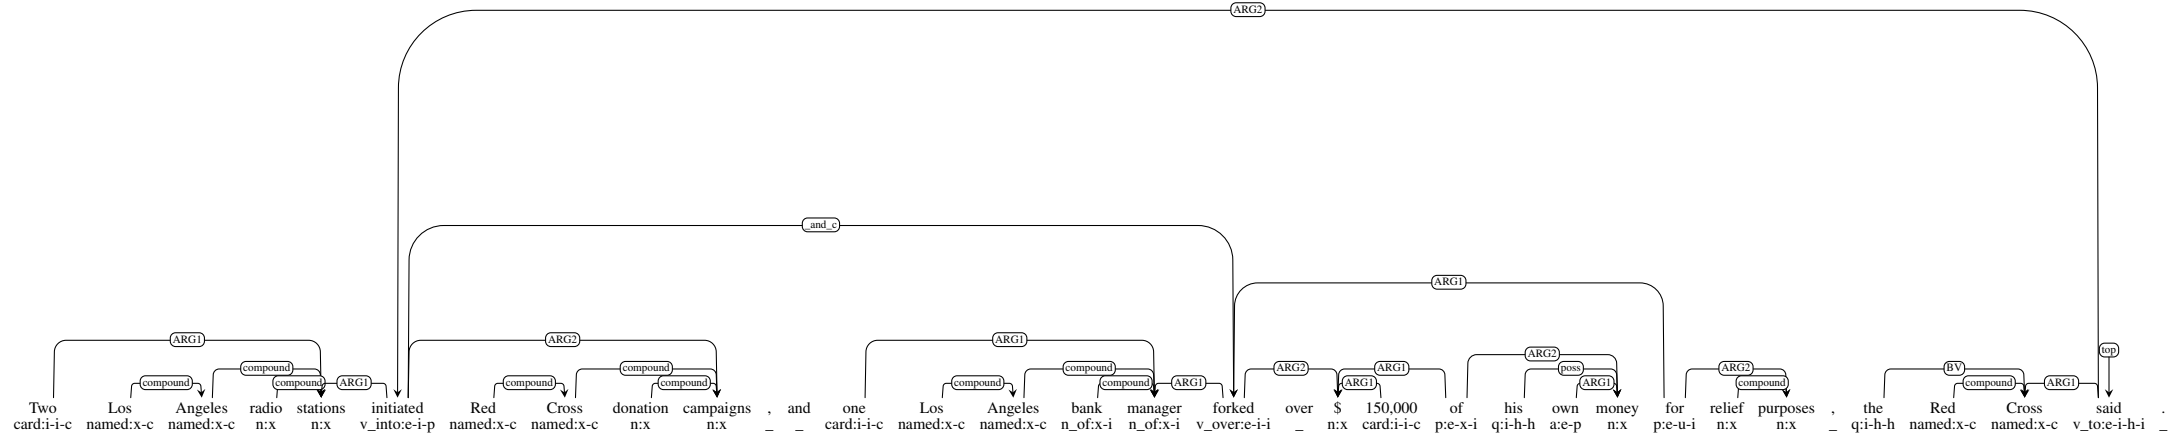 ARG2
_and_c
ARG1
ARG1 ARG2 ARG1 top
ARG2
compound compound compound ARG2 ARG1 poss ARG2 BV
compound compound ARG1 compound compound compound compound ARG1 ARG1 ARG1 compound compound ARG1
Two Los Angeles radio stations initiated Red Cross donation campaigns , and one Los Angeles bank manager forked over $ 150,000 of his own money for relief purposes , the Red Cross said .
card:i-i-c named:x-c named:x-c n:x n:x v_into:e-i-p named:x-c named:x-c n:x n:x _ _ card:i-i-c named:x-c named:x-c n_of:x-i n_of:x-i v_over:e-i-i _ n:x card:i-i-c p:e-x-i q:i-h-h a:e-p n:x p:e-u-i n:x n:x _ q:i-h-h named:x-c named:x-c v_to:e-i-h-i _